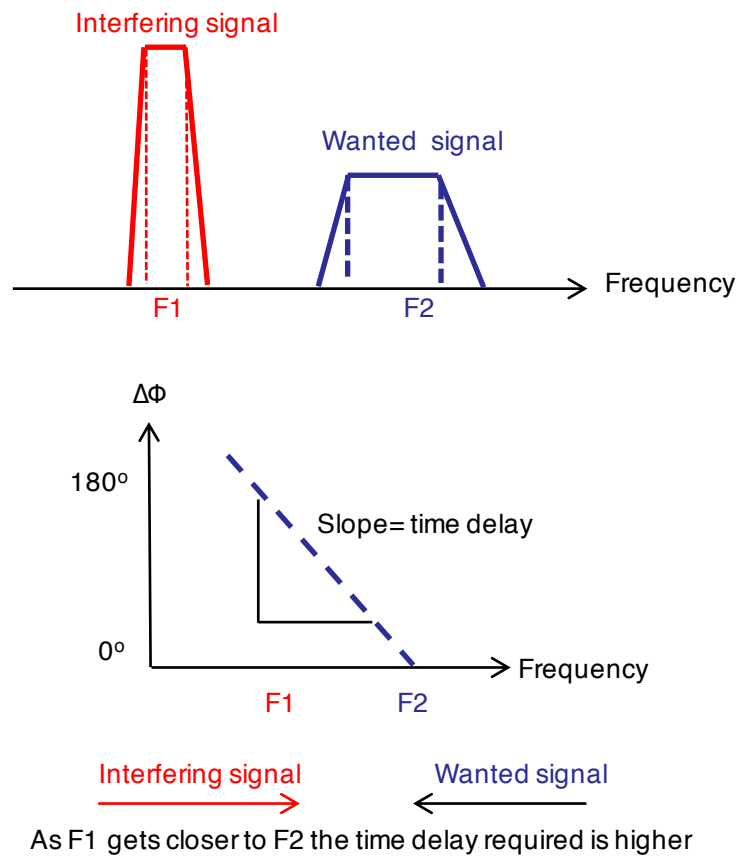 Interfering signal
Wanted signal
Frequency
F1
F2
ΔΦ
180º
Slope= time delay
0º
Frequency
F1
F2
Interfering signal
Wanted signal
As F1 gets closer to F2 the time delay required is higher